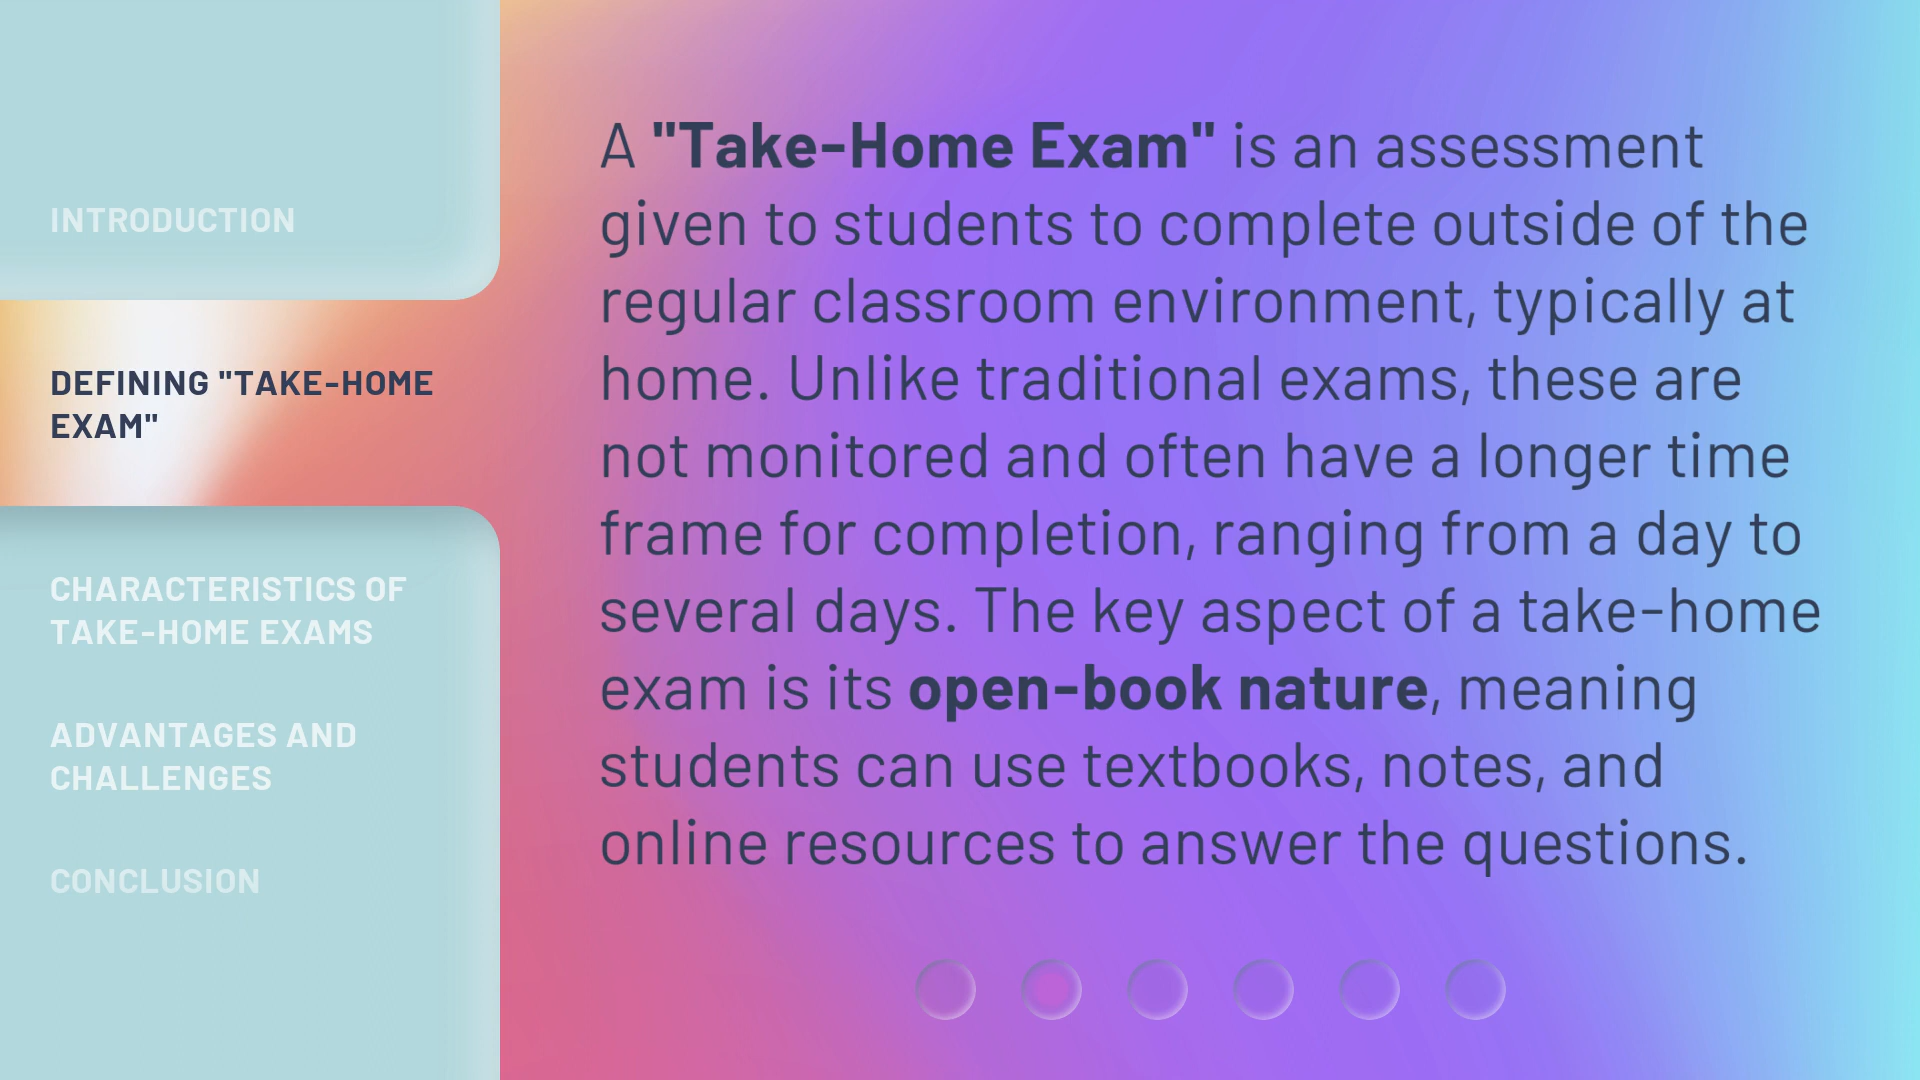 INTRODUCTION
DEFINING "TAKE-HOME
EXAM"
CHARACTERISTICS OF
TAKE-HOME EXAMS
ADVANTAGES AND
CHALLENGES
CONCLUSION
A "Take-Home Exam" is an assessment
given to students to complete outside of the
regular classroom environment, typically at
home. Unlike traditional exams, these are
not monitored and often have a longer time
frame for completion, ranging from a day to
several days. The key aspect of a take-home
exam is its open-book nature, meaning
students can use textbooks, notes, and
online resources to answer the questions.